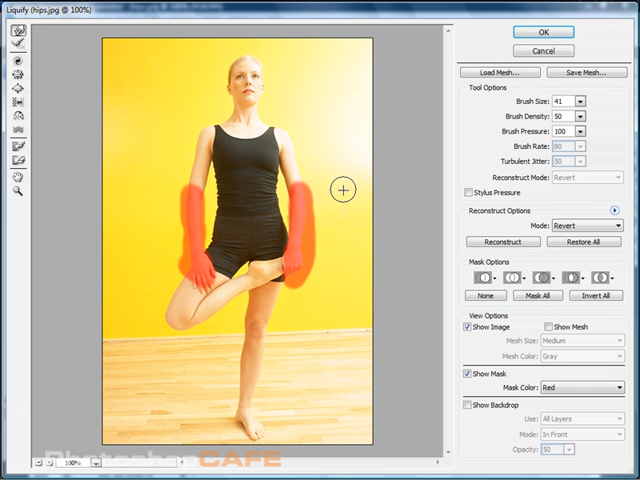 Liquify (hips.jpg @ 100%)
OK
Cancel
Load Mesh...
Save Mesh...
Tool Options
Brush Size: 41
Brush Density: 50
Brush Pressure: 100
Brush Rate: 80
Turbulent Jitter: 50
Reconstruct Mode: Revert
Stylus Pressure
Reconstruct Options
Mode: Revert
Reconstruct
Restore All
Mask Options
None
Mask All
Invert All
View Options
Show Image
Show Mesh
Mesh Size: Medium
Mesh Color: Gray
Show Mask
Mask Color: Red
Show Backdrop
Use: All Layers
Mode: In Front
Opacity: 50
100%
PhotoshopCAFE